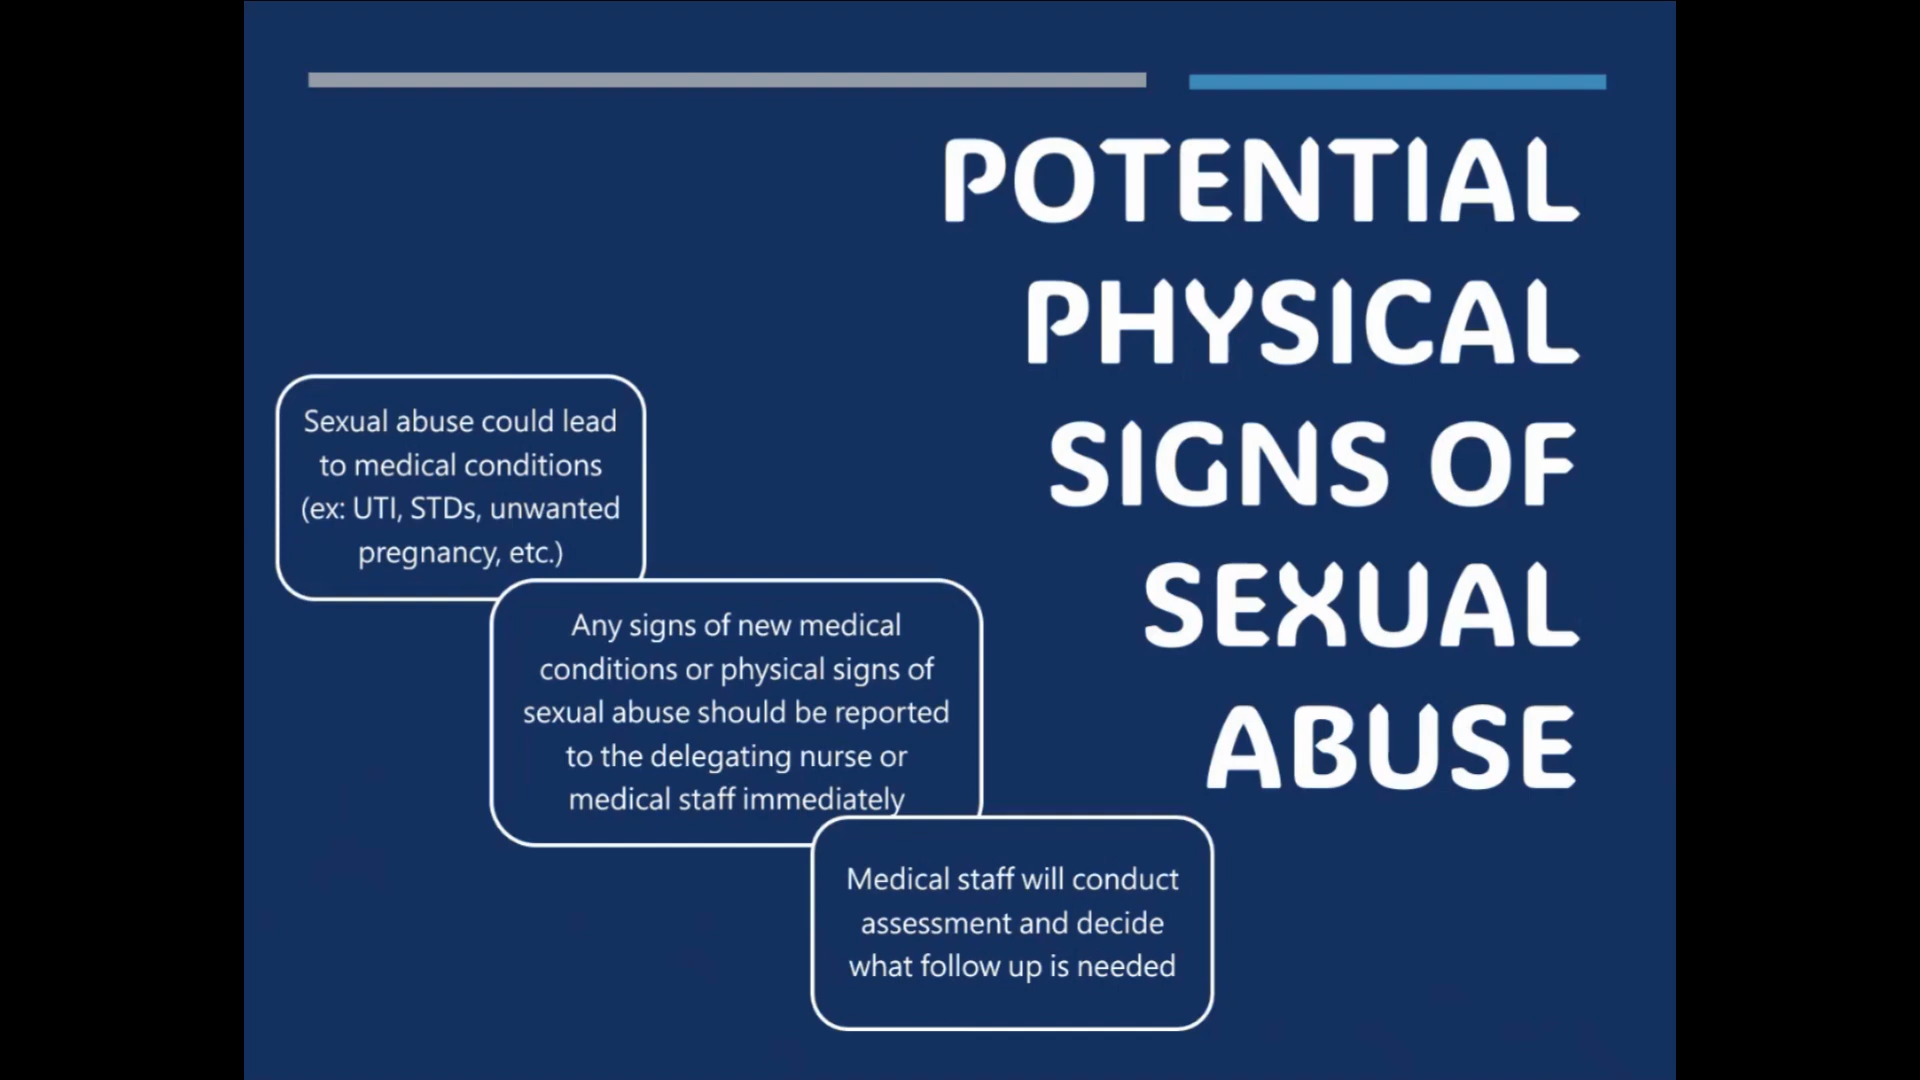 POTENTIAL
PHYSICAL
SIGNS OF
SEXUAL
ABUSE
Sexual abuse could lead
to medical conditions
(ex: UTI, STDs, unwanted
pregnancy, etc.)
Any signs of new medical
conditions or physical signs of
sexual abuse should be reported
to the delegating nurse or
medical staff immediately
Medical staff will conduct
assessment and decide
what follow up is needed